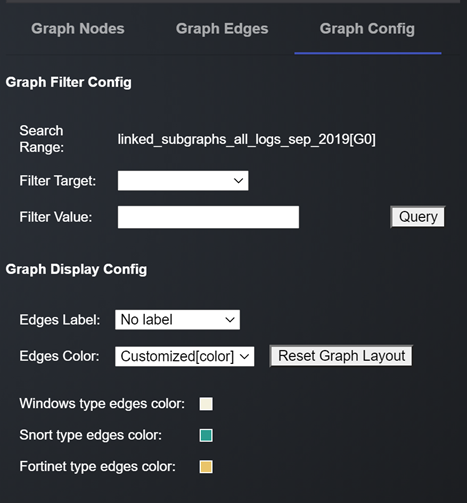 Graph Nodes Graph Edges Graph Config
Graph Filter Config
Search
Range:
linked_subgraphs_all_logs_sep_2019[G0]
Filter Target:
Filter Value: Query
Graph Display Config
Edges Label: No label
Edges Color: Customized[color] Reset Graph Layout
Windows type edges color:
Snort type edges color:
Fortinet type edges color: